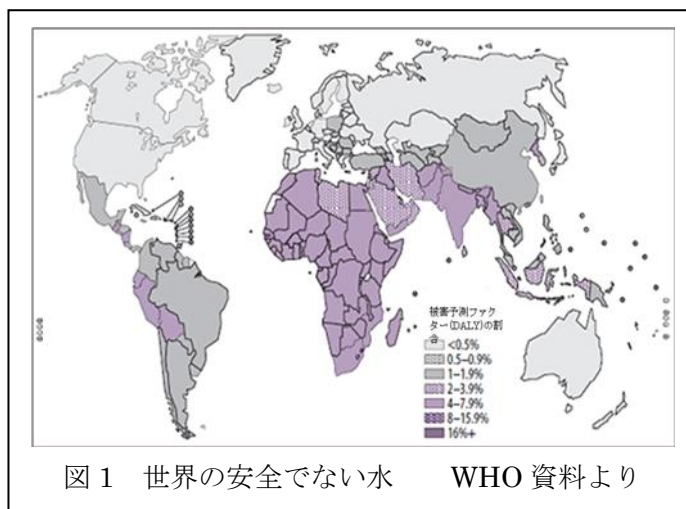 被害予測ファク
ター(DALY)の割
合
<0.5%
0.5–0.9%
1–1.9%
2–3.9%
4–7.9%
8–15.9%
16%+
図1 世界の安全でない水 WHO 資料より